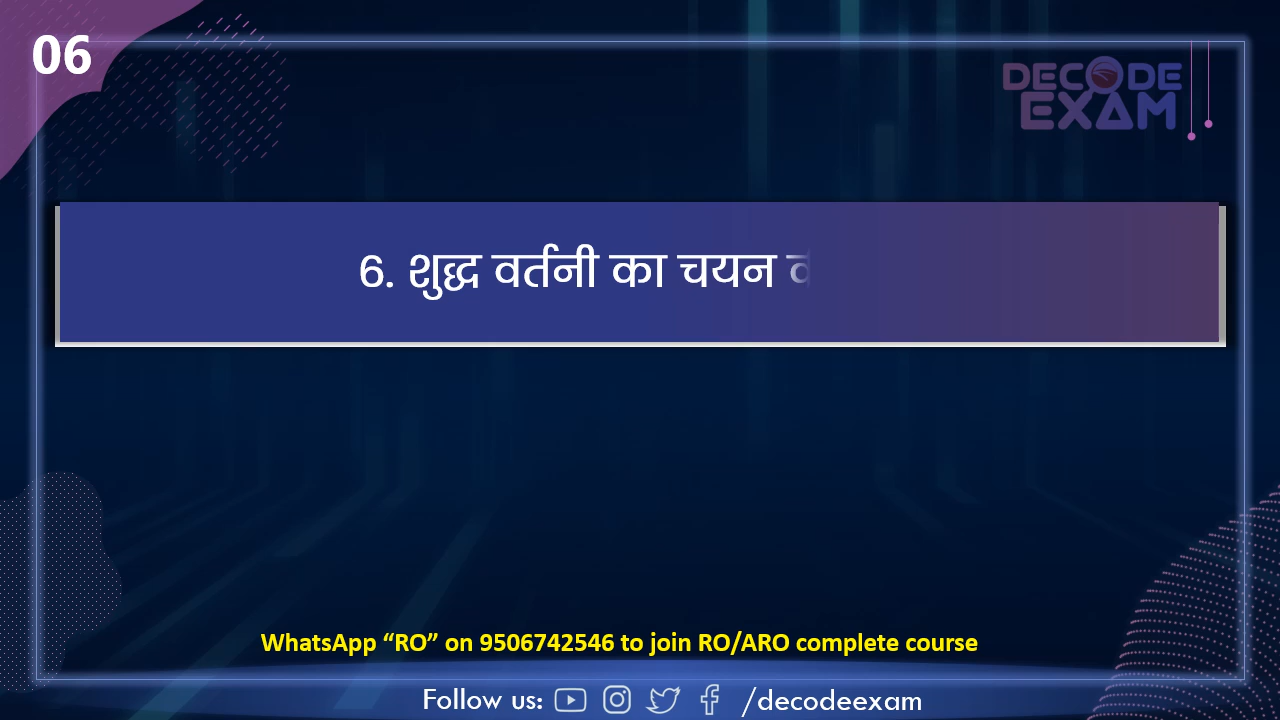 06
DECODE
EXAM
6. शुद्ध वर्तनी का चयन
WhatsApp “RO” on 9506742546 to join RO/ARO complete course
Follow us: /decodeexam